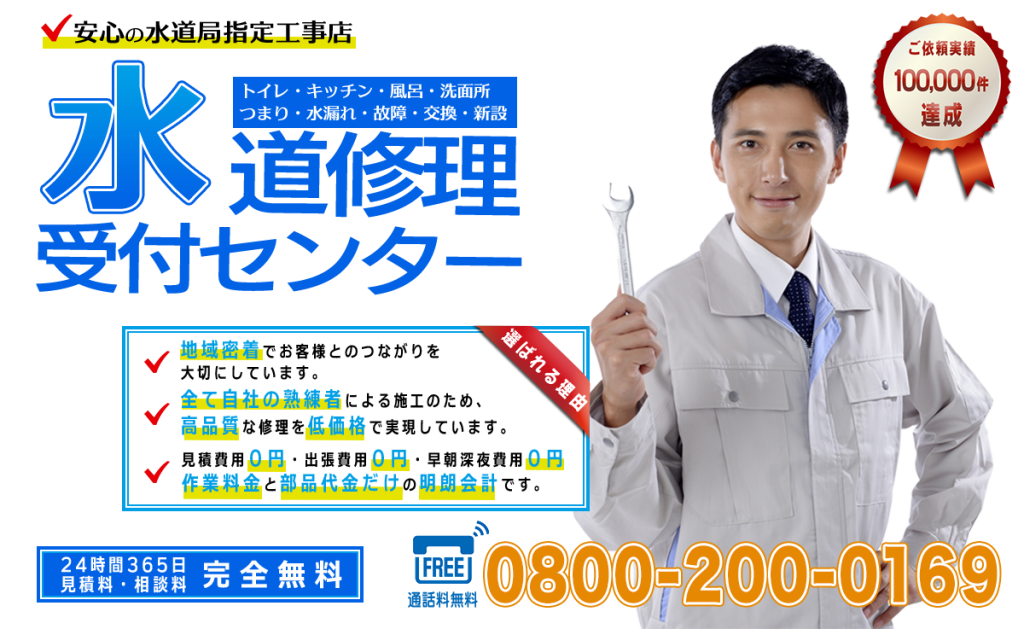 安心の水道局指定工事店
トイレ・キッチン・風呂・洗面所
つまり・水漏れ・故障・交換・新設
水道修理
受付センター
ご依頼実績
100,000件
達成
選ばれる理由
地域密着でお客様とのつながりを
大切にしています。
全て自社の熟練者による施工のため、
高品質な修理を低価格で実現しています。
見積費用0円・出張費用0円・早朝深夜費用0円
作業料金と部品代金だけの明朗会計です。
24時間365日
見積料・相談料
完全無料
FREE
通話料無料
0800-200-0169